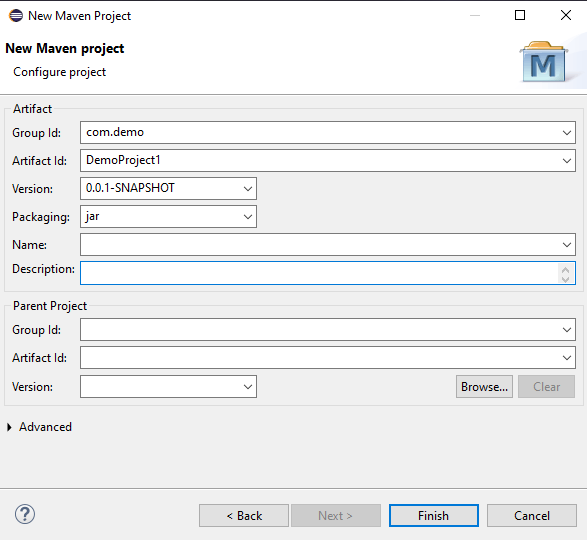 New Maven Project
New Maven project
Configure project
M
Artifact
Group Id: com.demo
Artifact Id: DemoProject1
Version: 0.0.1-SNAPSHOT
Packaging: jar
Name:
Description:
Parent Project
Group Id:
Artifact Id:
Version: Browse... Clear
Advanced
? < Back Next > Finish Cancel